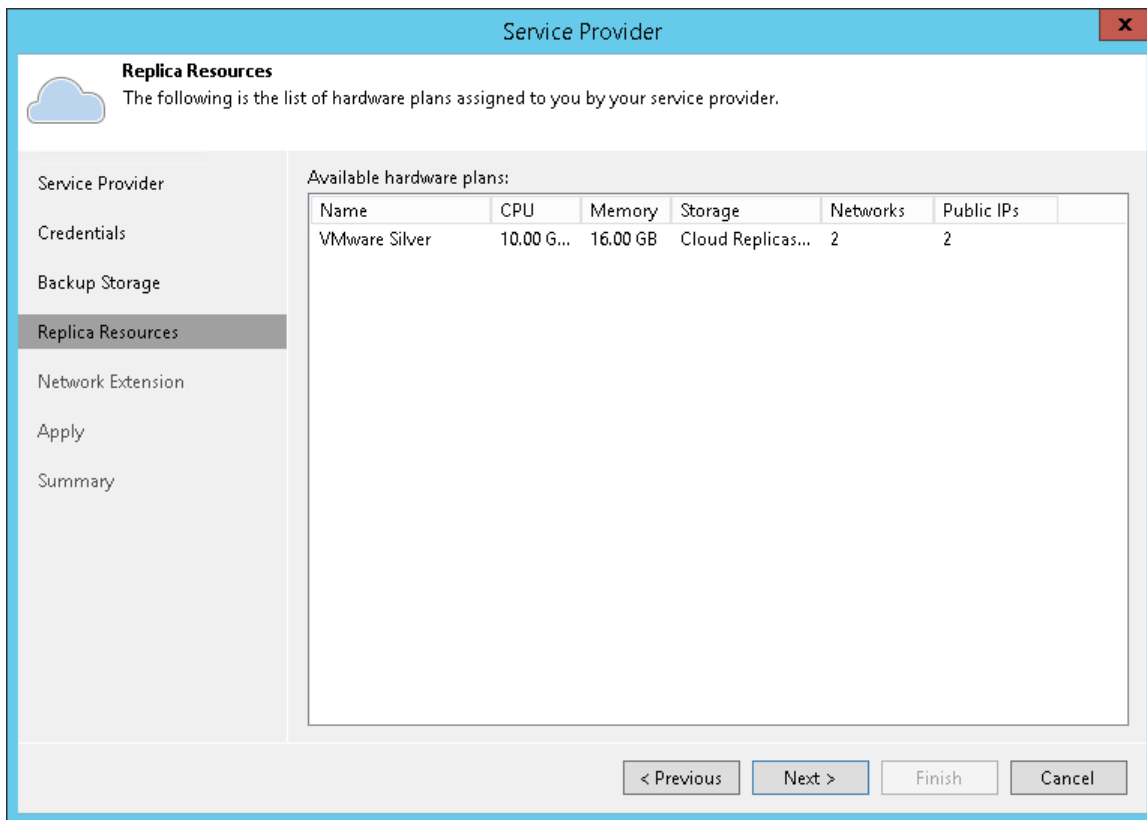 Service Provider
x
Replica Resources
The following is the list of hardware plans assigned to you by your service provider.
Service Provider
Credentials
Backup Storage
Replica Resources
Network Extension
Apply
Summary
Available hardware plans:
Name CPU Memory Storage Networks Public IPs
VMware Silver 10.00 G... 16.00 GB Cloud Replicas... 2 2
< Previous Next > Finish Cancel